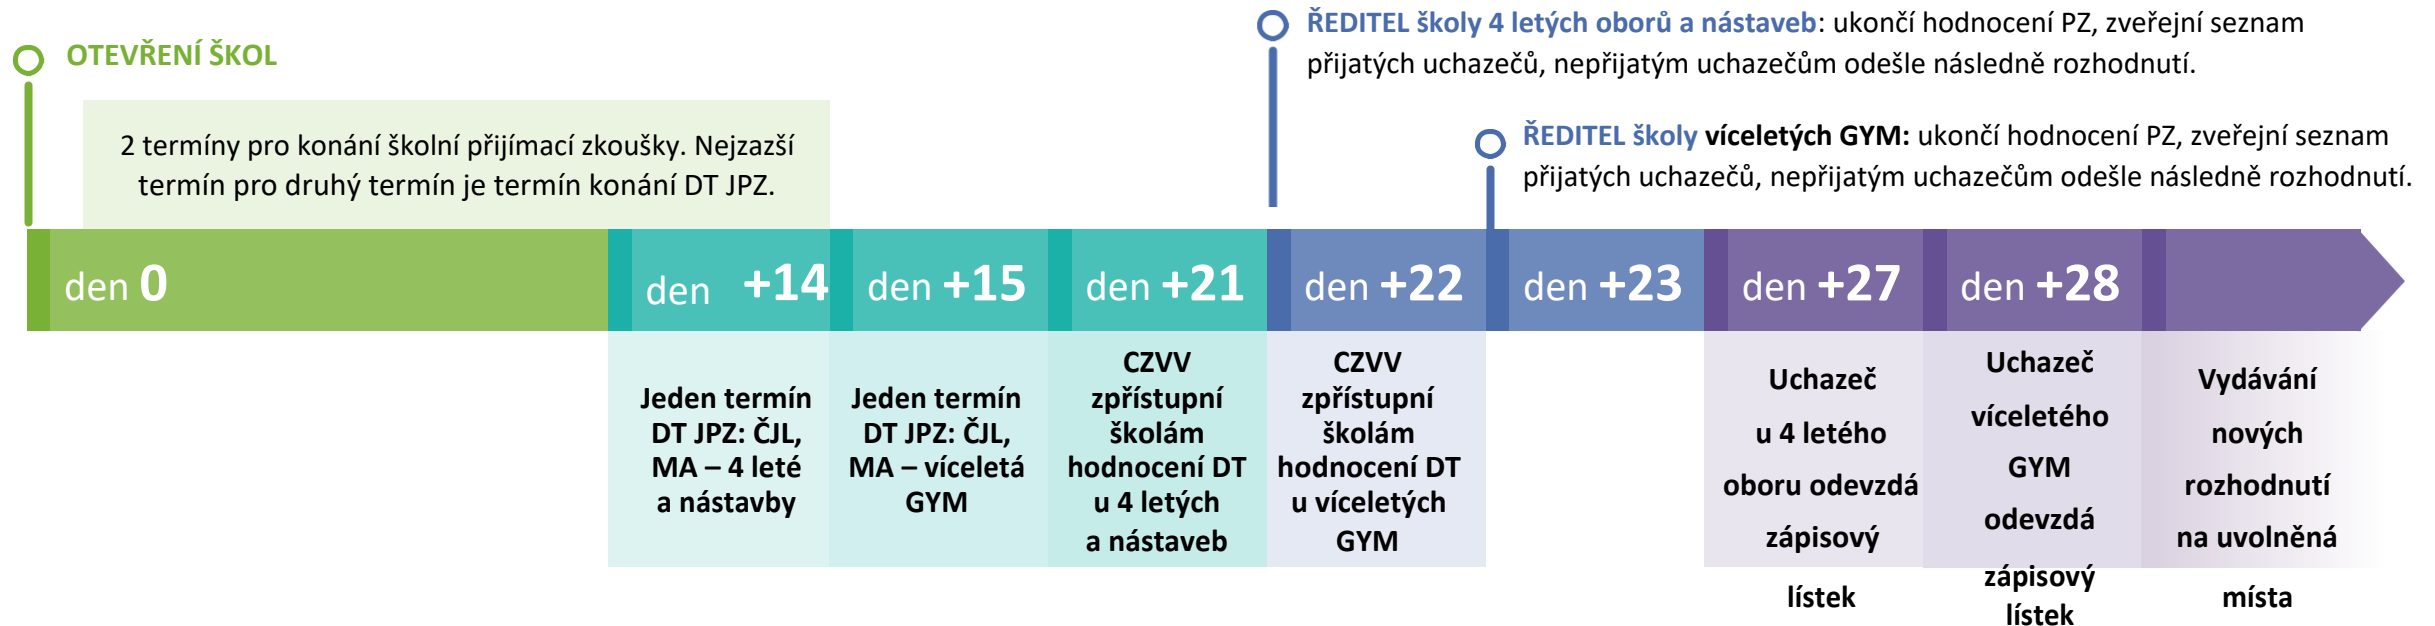 OTEVŘENÍ ŠKOL
2 termíny pro konání školní přijímací zkoušky. Nejzazší
termín pro druhý termín je termín konání DT JPZ.
ŘEDITEL školy 4 letých oborů a nástaveb: ukončí hodnocení PZ, zveřejní seznam
přijatých uchazečů, nepřijatým uchazečům odešle následně rozhodnutí.
ŘEDITEL školy víceletých GYM: ukončí hodnocení PZ, zveřejní seznam
přijatých uchazečů, nepřijatým uchazečům odešle následně rozhodnutí.
den 0
den +14
den +15
den +21
den +22
den +23
den +27
den +28
Jeden termín
DT JPZ: ČJL,
MA – 4 leté
a nástavby
Jeden termín
DT JPZ: ČJL,
MA – víceletá
GYM
CZVV
zpřístupní
školám
hodnocení DT
u 4 letých
a nástaveb
CZVV
zpřístupní
školám
hodnocení DT
u víceletých
GYM
Uchazeč
u 4 letého
oboru odevzdá
zápisový
lístek
Uchazeč
víceletého
GYM
odevzdá
zápisový
lístek
Vydávání
nových
rozhodnutí
na uvolněná
místa